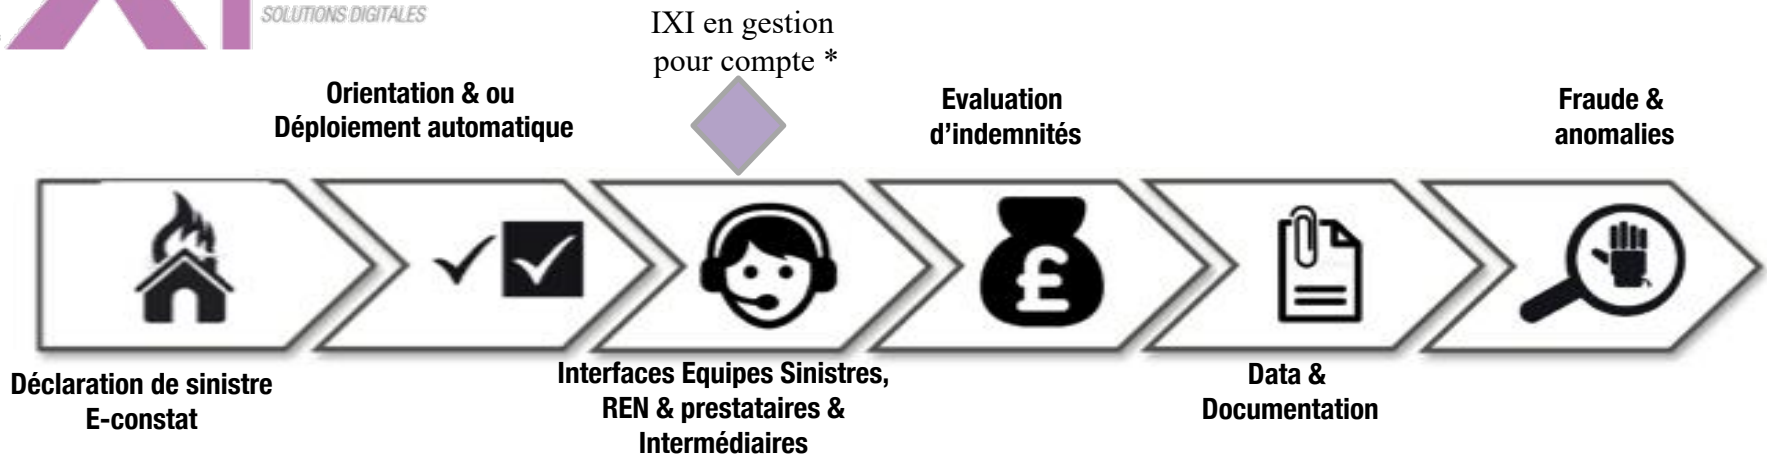 XI
SOLUTIONS DIGITALES
IXI en gestion
pour compte *
Orientation & ou
Déploiement automatique
Evaluation
d'indemnités
Fraude &
anomalies
£
Déclaration de sinistre
E-constat
Interfaces Equipes Sinistres,
REN & prestataires &
Intermédiaires
Data &
Documentation